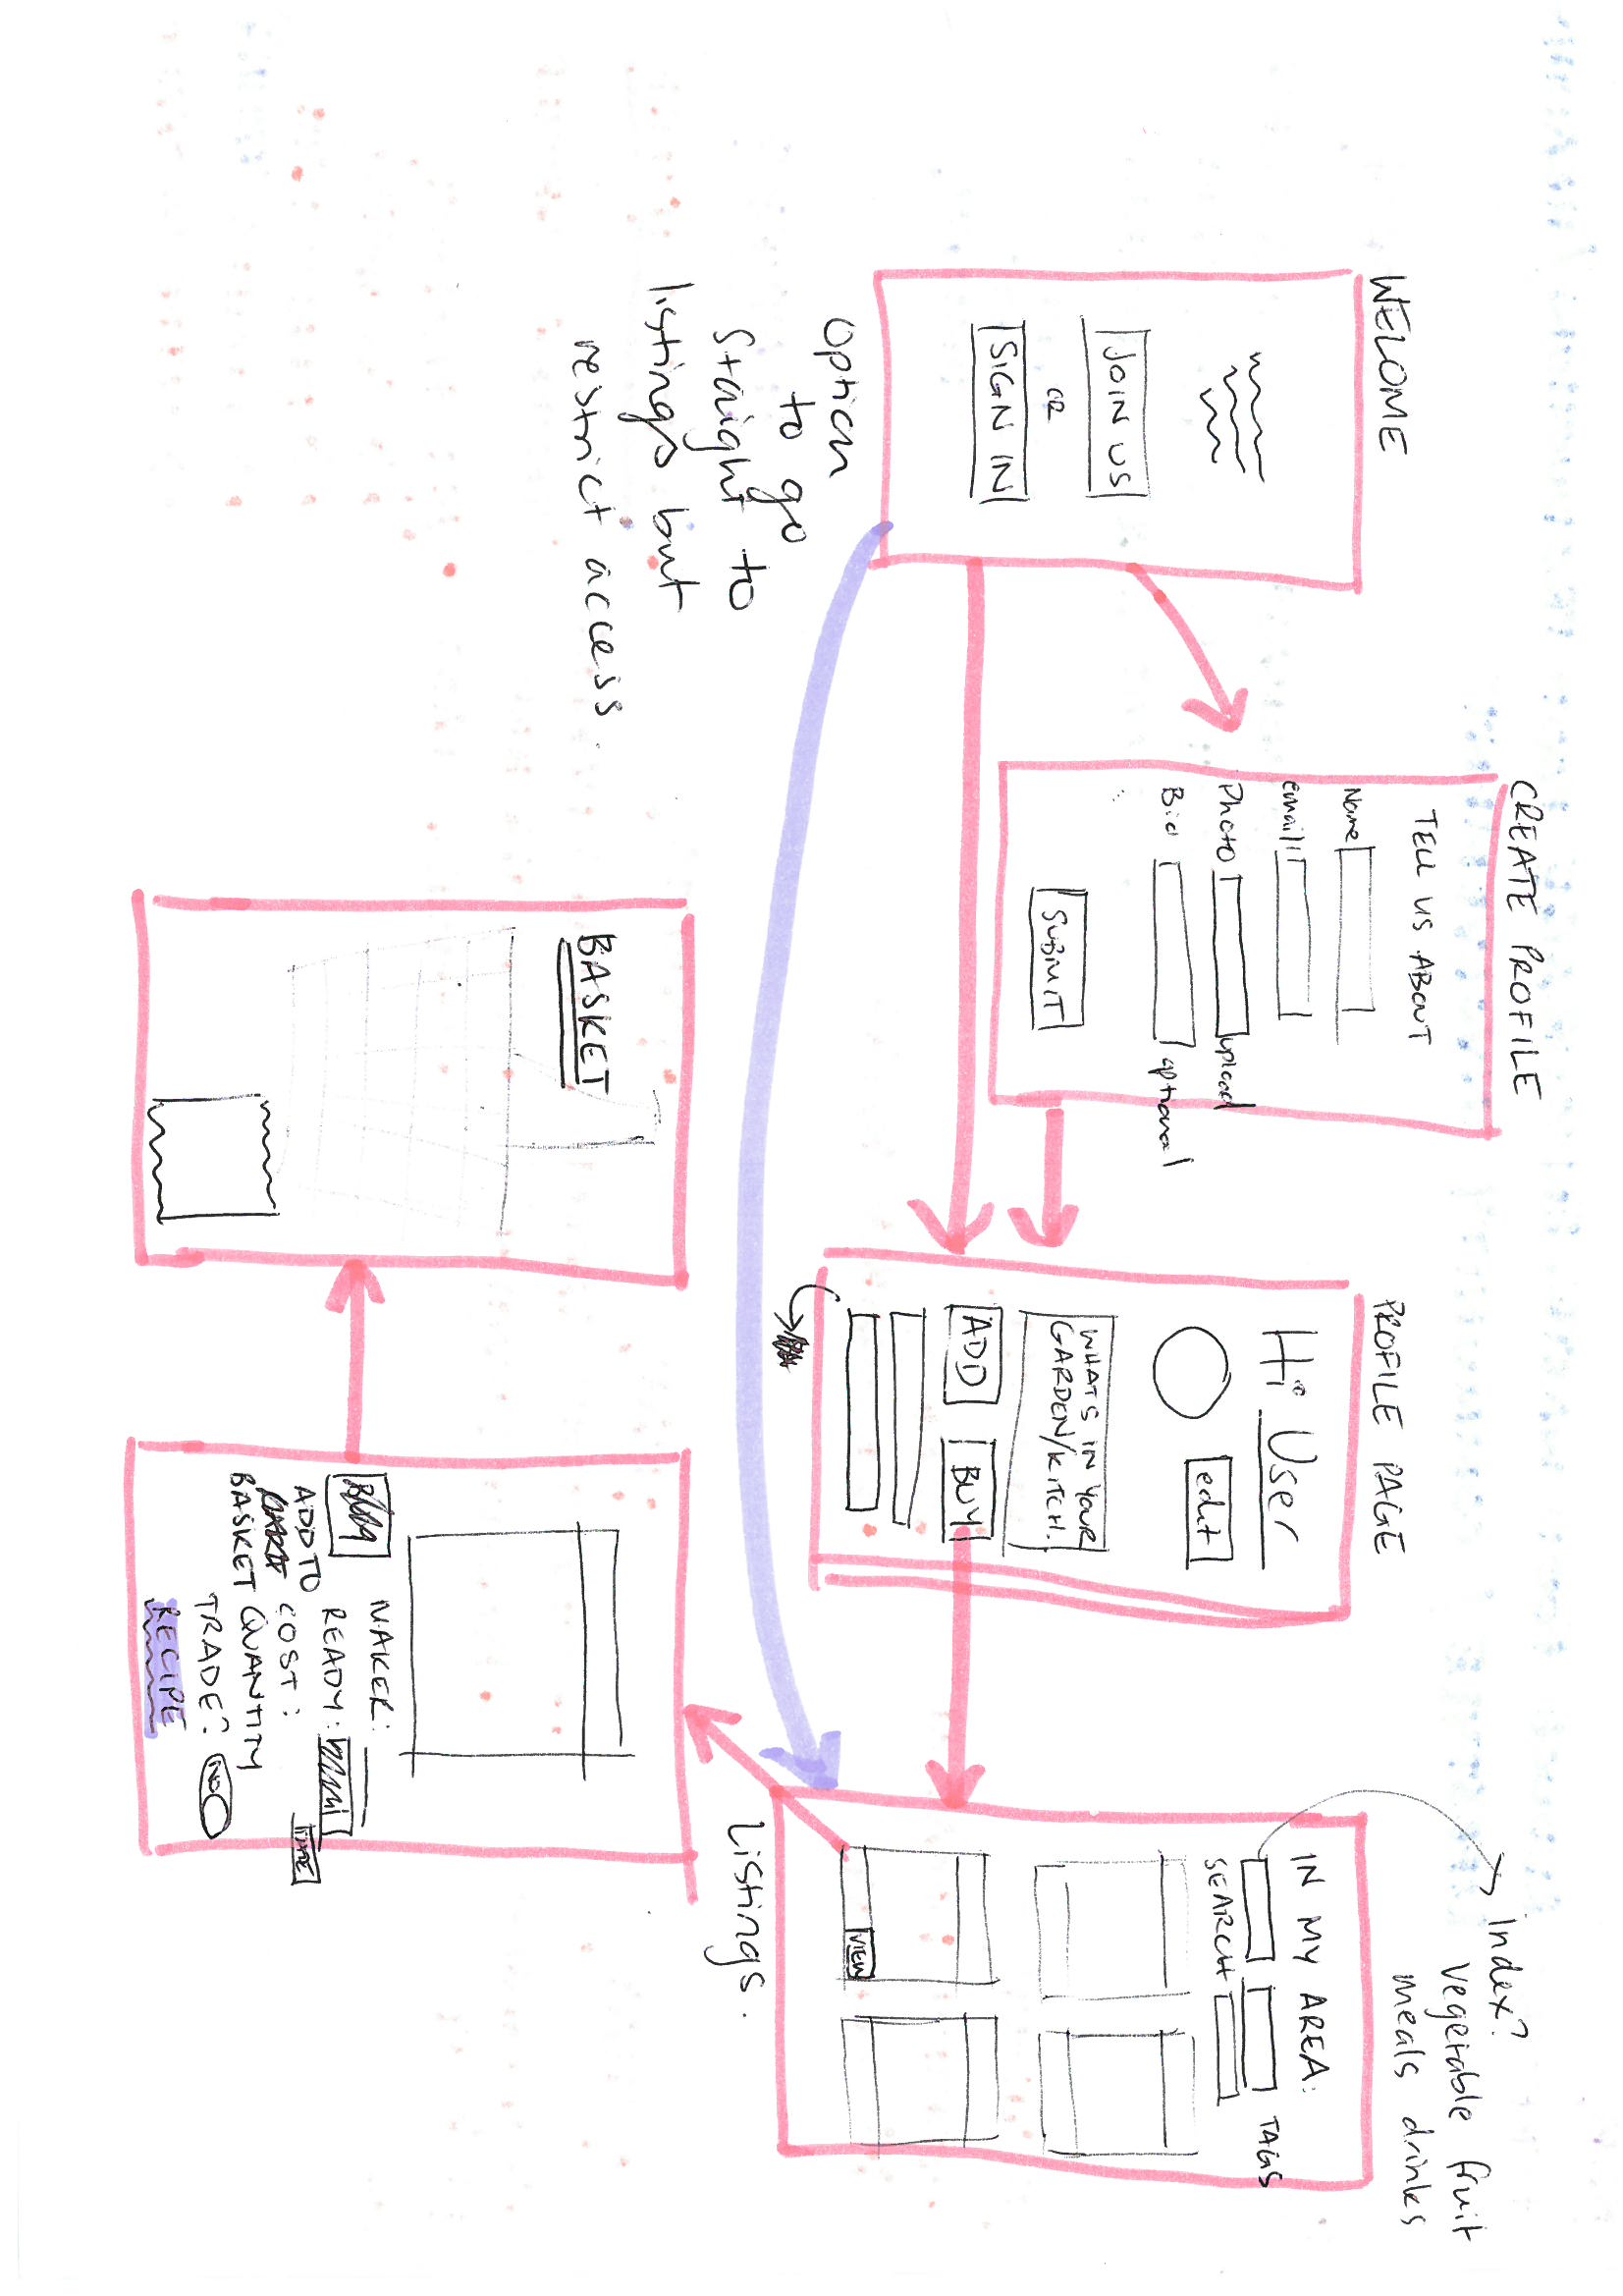 WELOME
JOIN US
OR
SIGN IN
Option
to go
Straight to
listings but
restrict access.
CREATE PROFILE
TELL US ABOUT
Name
email
Photo upload
Bio optional
SUBMIT
PROFILE PAGE
Hi User
edit
WHATS IN YOUR
GARDEN/KITCH.
ADD BUY
Index?
vegetable fruit
meals drinks
IN MY AREA:
TAGS
SEARCH
VIEW
Listings.
MAKER:
READY:
TIME
ADD TO
BASKET
COST:
QUANTITY
TRADE? NO
RECIPE
BASKET